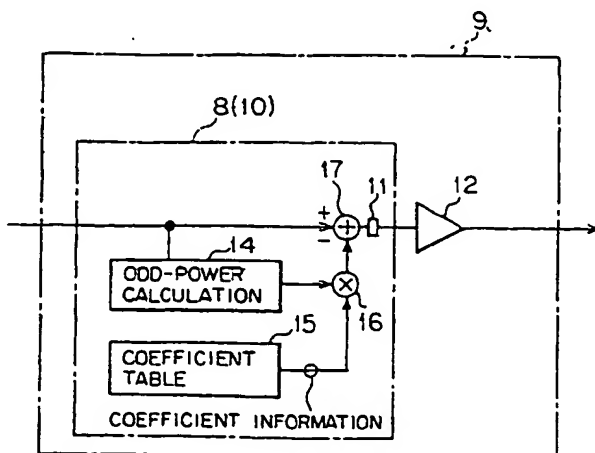 9
8(10)
17
11
12
+
−
+
14
ODD-POWER
CALCULATION
×
16
15
COEFFICIENT
TABLE
COEFFICIENT INFORMATION